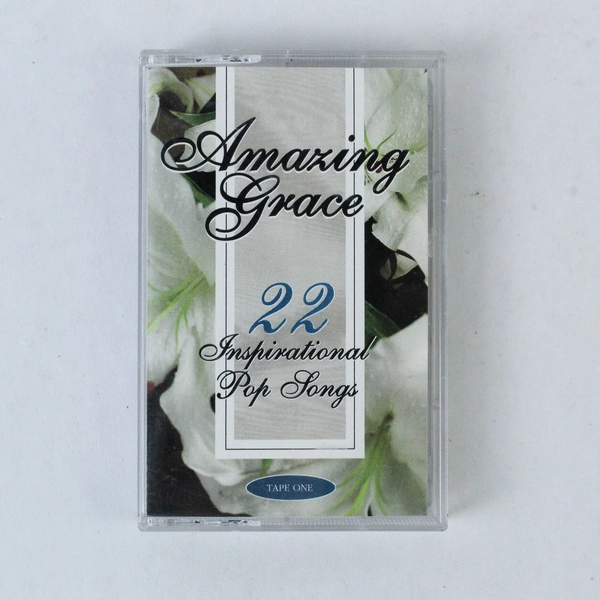 Amazing
Grace
22
Inspirational
Pop Songs
TAPE ONE